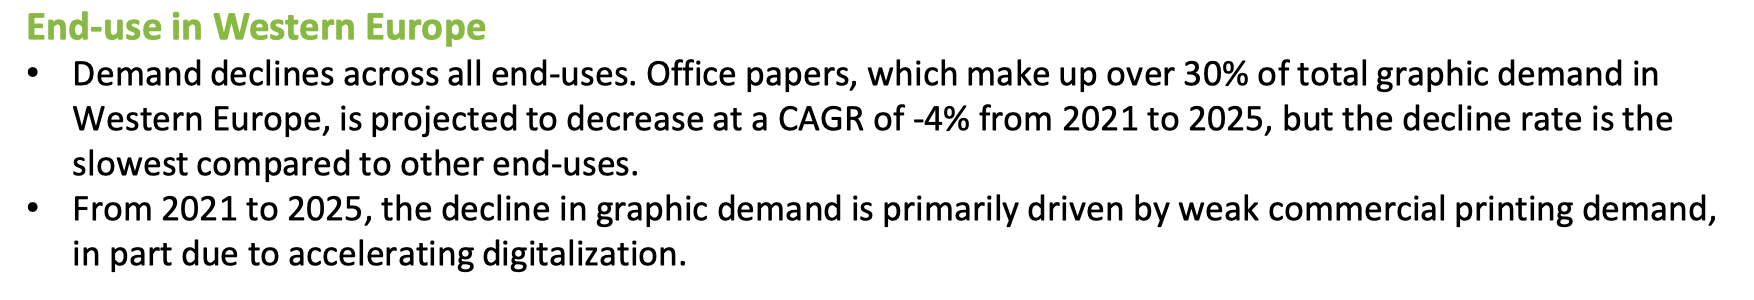 End-use in Western Europe
• Demand declines across all end-uses. Office papers, which make up over 30% of total graphic demand in
Western Europe, is projected to decrease at a CAGR of -4% from 2021 to 2025, but the decline rate is the
slowest compared to other end-uses.
• From 2021 to 2025, the decline in graphic demand is primarily driven by weak commercial printing demand,
in part due to accelerating digitalization.